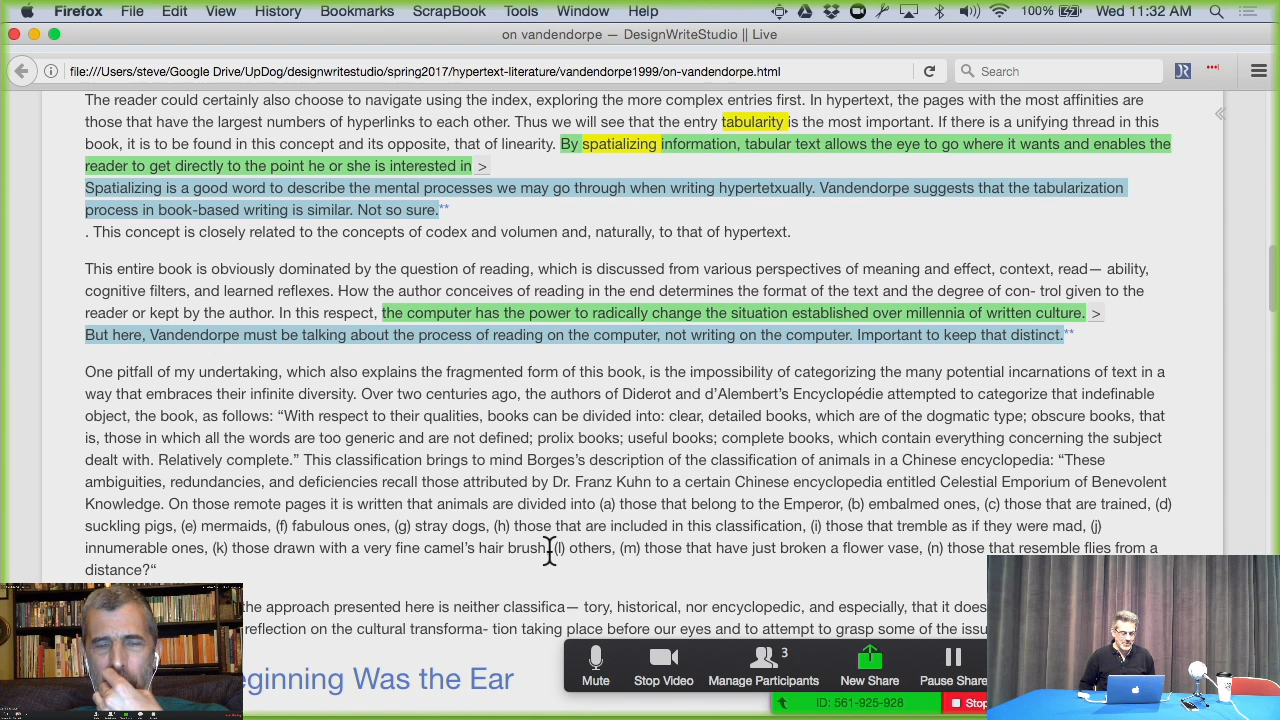 Firefox File Edit View History Bookmarks ScrapBook Tools Window Help 100% Wed 11:32 AM
on vandendorpe — DesignWriteStudio || Live
file:///Users/steve/Google Drive/UpDog/designwritestudio/spring2017/hypertext-literature/vandendorpe1999/on-vandendorpe.html Search
The reader could certainly also choose to navigate using the index, exploring the more complex entries first. In hypertext, the pages with the most affinities are
those that have the largest numbers of hyperlinks to each other. Thus we will see that the entry tabularity is the most important. If there is a unifying thread in this
book, it is to be found in this concept and its opposite, that of linearity. By spatializing information, tabular text allows the eye to go where it wants and enables the
reader to get directly to the point he or she is interested in >
Spatializing is a good word to describe the mental processes we may go through when writing hypertetxually. Vandendorpe suggests that the tabularization
process in book-based writing is similar. Not so sure.**
. This concept is closely related to the concepts of codex and volumen and, naturally, to that of hypertext.
This entire book is obviously dominated by the question of reading, which is discussed from various perspectives of meaning and effect, context, read— ability,
cognitive filters, and learned reflexes. How the author conceives of reading in the end determines the format of the text and the degree of con- trol given to the
reader or kept by the author. In this respect, the computer has the power to radically change the situation established over millennia of written culture. >
But here, Vandendorpe must be talking about the process of reading on the computer, not writing on the computer. Important to keep that distinct.**
One pitfall of my undertaking, which also explains the fragmented form of this book, is the impossibility of categorizing the many potential incarnations of text in a
way that embraces their infinite diversity. Over two centuries ago, the authors of Diderot and d’Alembert’s Encyclopédie attempted to categorize that indefinable
object, the book, as follows: “With respect to their qualities, books can be divided into: clear, detailed books, which are of the dogmatic type; obscure books, that
is, those in which all the words are too generic and are not defined; prolix books; useful books; complete books, which contain everything concerning the subject
dealt with. Relatively complete.” This classification brings to mind Borges’s description of the classification of animals in a Chinese encyclopedia: “These
ambiguities, redundancies, and deficiencies recall those attributed by Dr. Franz Kuhn to a certain Chinese encyclopedia entitled Celestial Emporium of Benevolent
Knowledge. On those remote pages it is written that animals are divided into (a) those that belong to the Emperor, (b) embalmed ones, (c) those that are trained, (d)
suckling pigs, (e) mermaids, (f) fabulous ones, (g) stray dogs, (h) those that are included in this classification, (i) those that tremble as if they were mad, (j)
innumerable ones, (k) those drawn with a very fine camel’s hair brush, (l) others, (m) those that have just broken a flower vase, (n) those that resemble flies from a
distance?“
the approach presented here is neither classifica— tory, historical, nor encyclopedic, and especially, that it does
reflection on the cultural transforma- tion taking place before our eyes and to attempt to grasp some of the issu
ginning Was the Ear
3
Mute Stop Video Manage Participants New Share Pause Share
ID: 561-925-928 Stop